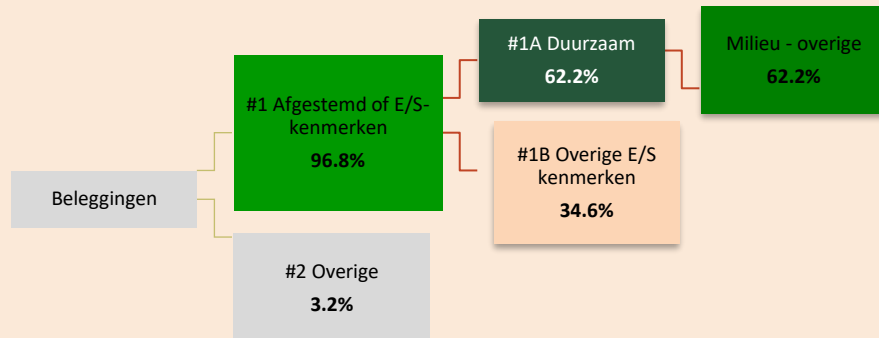 #1A Duurzaam
62.2%
Milieu - overige
62.2%
#1 Afgestemd of E/S-
kenmerken
96.8%
#1B Overige E/S
kenmerken
34.6%
Beleggingen
#2 Overige
3.2%